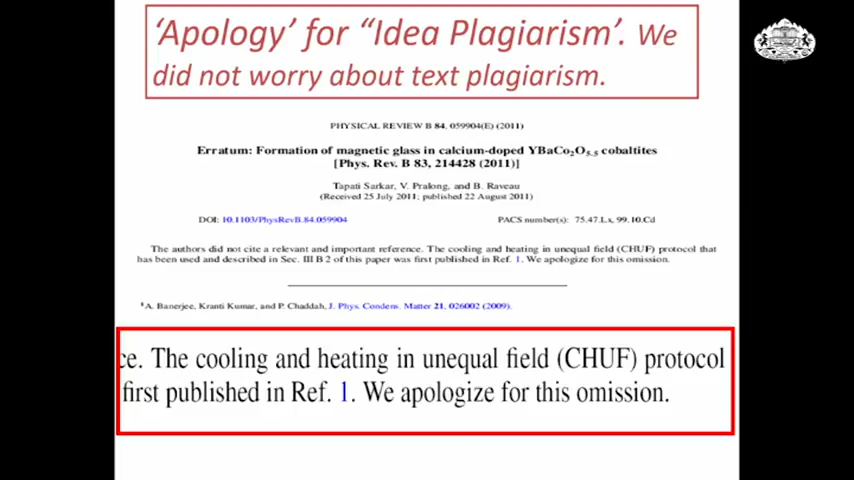 ‘Apology’ for “Idea Plagiarism’. We
did not worry about text plagiarism.
PHYSICAL REVIEW B 84, 059904(E) (2011)
Erratum: Formation of magnetic glass in calcium-doped YBaCo2O5.5 cobaltites
[Phys. Rev. B 83, 214428 (2011)]
Tapati Sarkar, V. Pralong, and B. Raveau
(Received 25 July 2011; published 22 August 2011)
DOI: 10.1103/PhysRevB.84.059904 PACS number(s): 75.47.Lx, 99.10.Cd
The authors did not cite a relevant and important reference. The cooling and heating in unequal field (CHUF) protocol that
has been used and described in Sec. III B 2 of this paper was first published in Ref. 1. We apologize for this omission.
1A. Banerjee, Kranti Kumar, and P. Chaddah, J. Phys. Condens. Matter 21, 026002 (2009).
ce. The cooling and heating in unequal field (CHUF) protocol
first published in Ref. 1. We apologize for this omission.